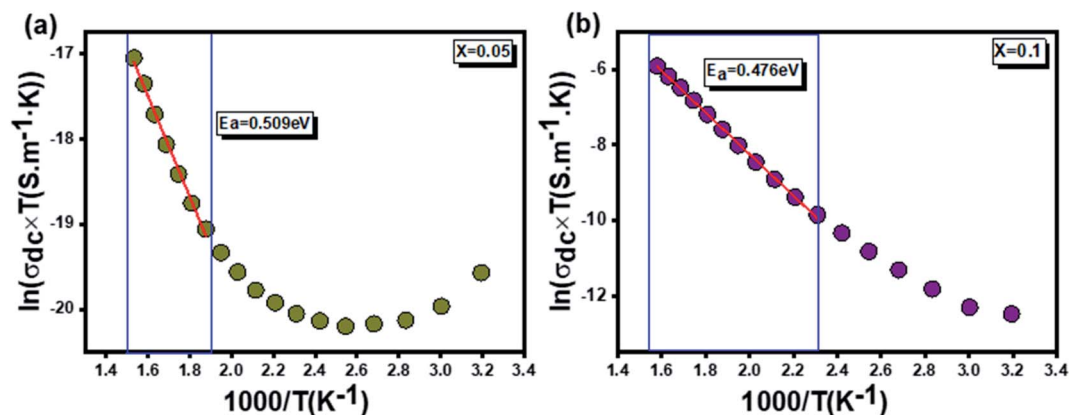 (a)
X=0.05
Ea=0.509eV
ln(σdc×T(S.m⁻¹·K))
-17
-18
-19
-20
1.4 1.6 1.8 2.0 2.2 2.4 2.6 2.8 3.0 3.2 3.4
1000/T(K⁻¹)
(b)
X=0.1
Eₐ=0.476eV
ln(σdc×T(S.m⁻¹.K))
-6
-8
-10
-12
1.4 1.6 1.8 2.0 2.2 2.4 2.6 2.8 3.0 3.2 3.4
1000/T(K⁻¹)